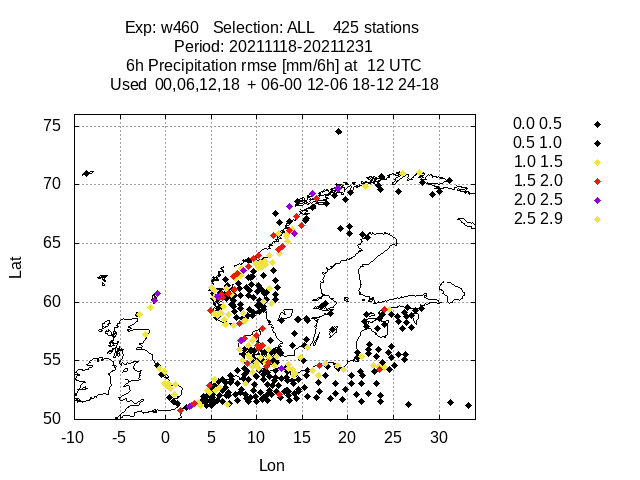 Exp: w460 Selection: ALL 425 stations
Period: 20211118-20211231
6h Precipitation rmse [mm/6h] at 12 UTC
Used 00,06,12,18 + 06-00 12-06 18-12 24-18
75
70
65
60
55
50
-10 -5 0 5 10 15 20 25 30
Lat
Lon
0.0 0.5
0.5 1.0
1.0 1.5
1.5 2.0
2.0 2.5
2.5 2.9